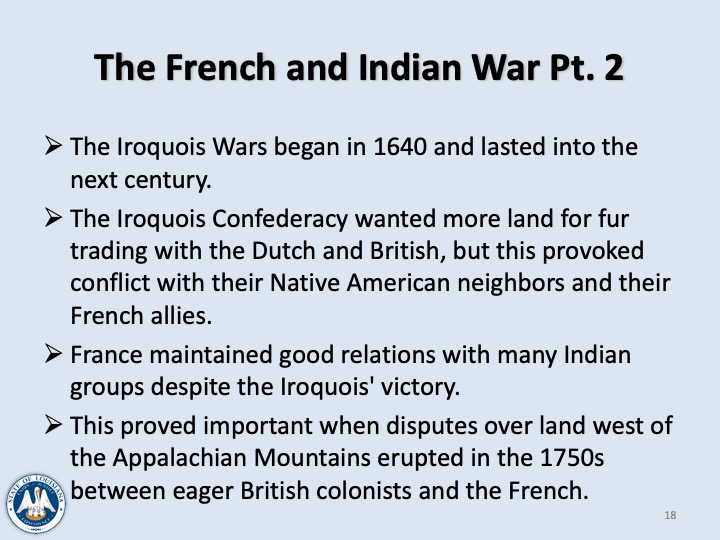 The French and Indian War Pt. 2
➢ The Iroquois Wars began in 1640 and lasted into the
next century.
➢ The Iroquois Confederacy wanted more land for fur
trading with the Dutch and British, but this provoked
conflict with their Native American neighbors and their
French allies.
➢ France maintained good relations with many Indian
groups despite the Iroquois' victory.
➢ This proved important when disputes over land west of
the Appalachian Mountains erupted in the 1750s
between eager British colonists and the French.
STATE OF LOUISIANA
CONFIDENCE
18